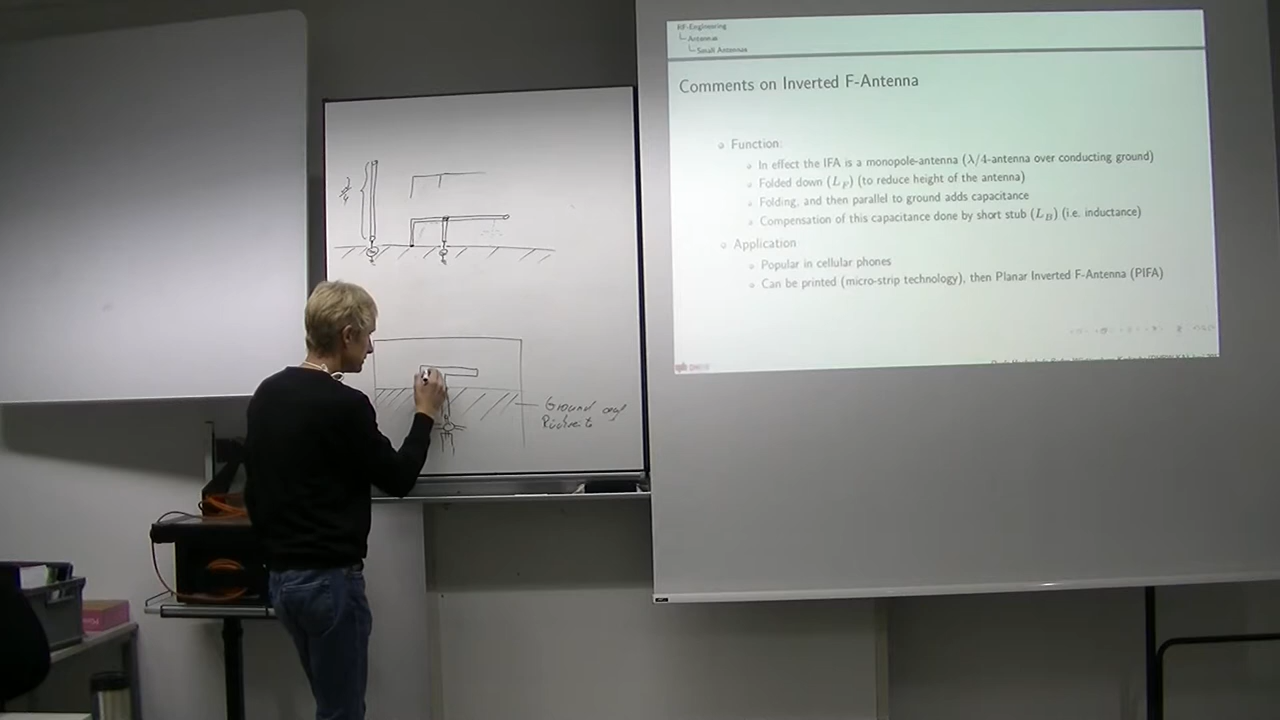 λ/4
Ground auf
RF-Engineering
Antennas
Small Antennas
Comments on Inverted F-Antenna
Function:
In effect the IFA is a monopole-antenna (λ/4-antenna over conducting ground)
Folded down (L_F) (to reduce height of the antenna)
Folding, and then parallel to ground adds capacitance
Compensation of this capacitance done by short stub (L_B) (i.e. inductance)
Application
Popular in cellular phones
Can be printed (micro-strip technology), then Planar Inverted F-Antenna (PIFA)